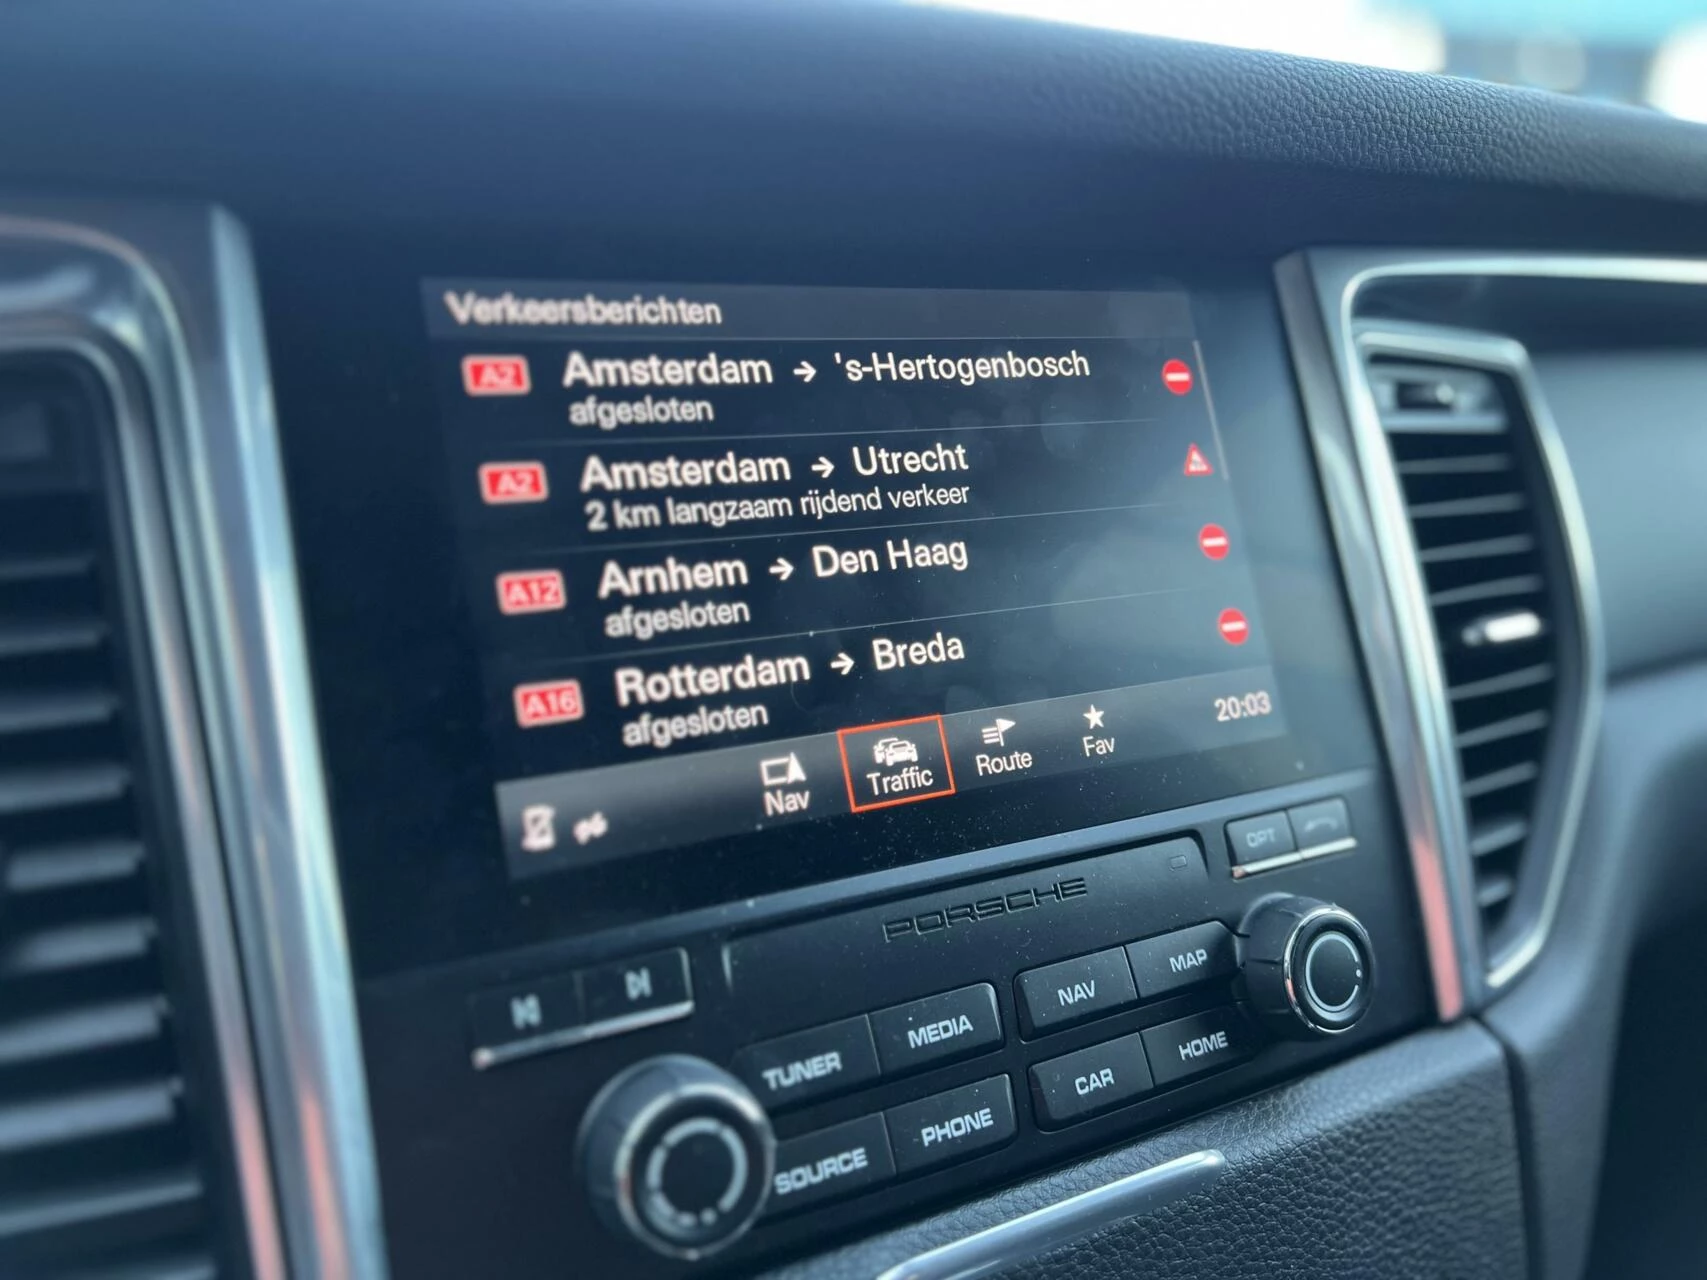 Verkeersberichten
A2 Amsterdam → 's-Hertogenbosch
afgesloten
A2 Amsterdam → Utrecht
2 km langzaam rijdend verkeer
A12 Arnhem → Den Haag
afgesloten
A16 Rotterdam → Breda
afgesloten
Nav Traffic Route Fav 20:03
OPT
PORSCHE
TUNER MEDIA NAV MAP
SOURCE PHONE CAR HOME